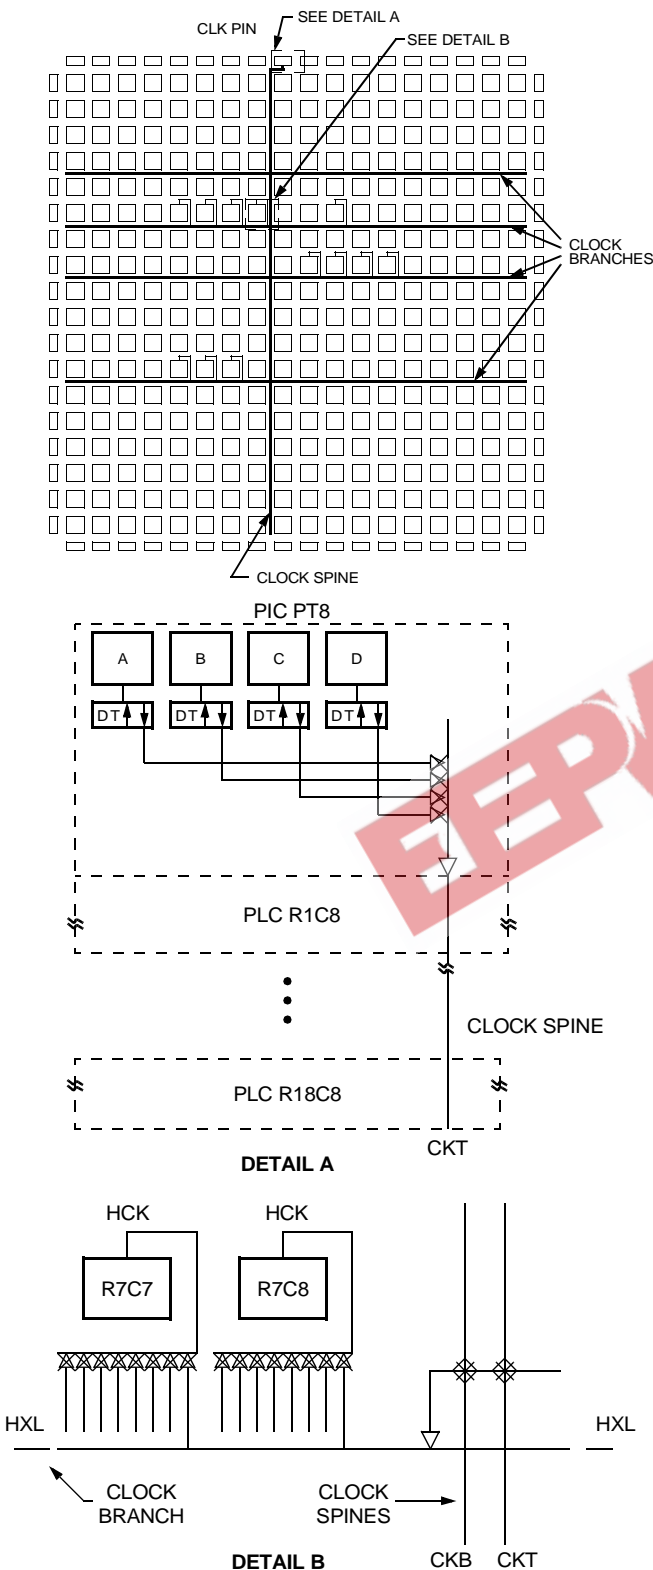 SEE DETAIL A
CLK PIN
SEE DETAIL B
CLOCK
BRANCHES
CLOCK SPINE
PIC PT8
A B C D
DT DT DT DT
PLC R1C8
CLOCK SPINE
PLC R18C8
CKT
DETAIL A
HCK HCK
R7C7 R7C8
HXL HXL
CLOCK
BRANCH
CLOCK
SPINES
DETAIL B
CKB CKT